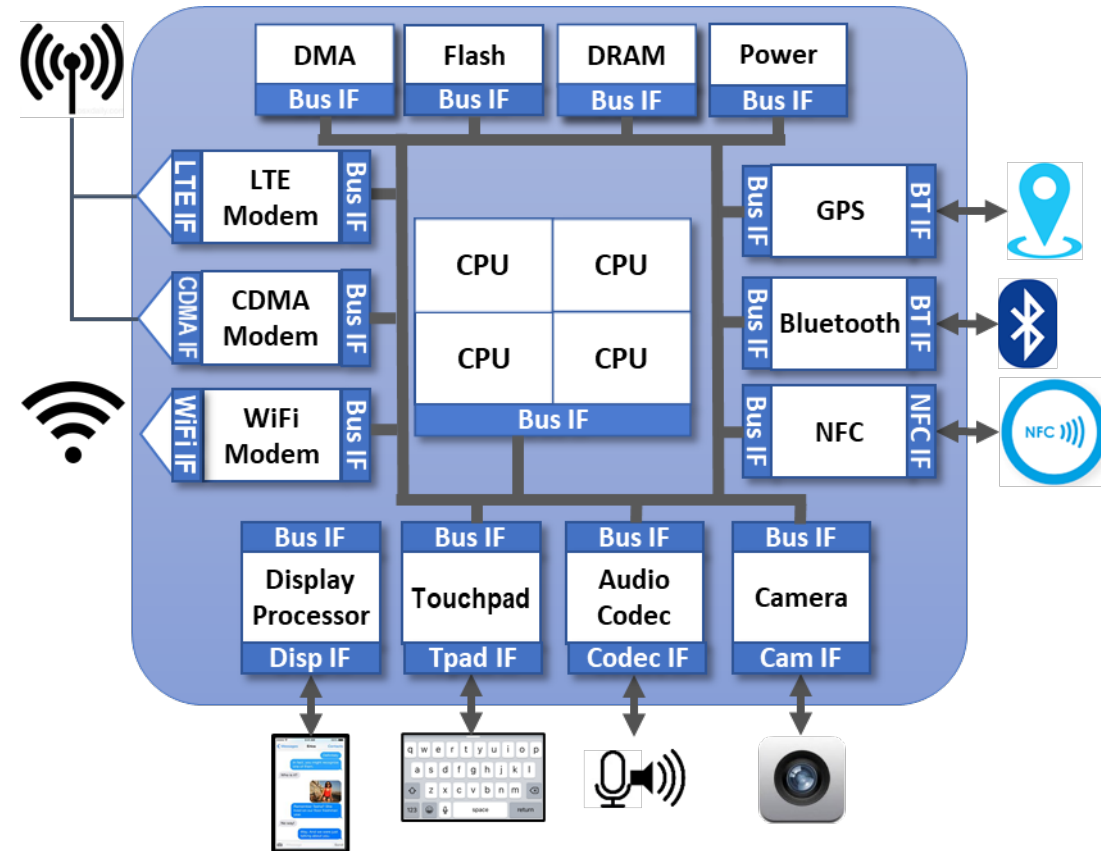 DMA
Bus IF
Flash
Bus IF
DRAM
Bus IF
Power
Bus IF
LTE IF
LTE
Modem
Bus IF
CDMA IF
CDMA
Modem
Bus IF
WiFi IF
WiFi
Modem
Bus IF
CPU
CPU
CPU
CPU
Bus IF
Bus IF
GPS
BT IF
Bus IF
Bluetooth
BT IF
Bus IF
NFC
NFC IF
NFC
Bus IF
Display
Processor
Disp IF
Bus IF
Touchpad
Tpad IF
Bus IF
Audio
Codec
Codec IF
Bus IF
Camera
Cam IF
q w e r t y u i o p
a s d f g h j k l
z x c v b n m
123
space
return